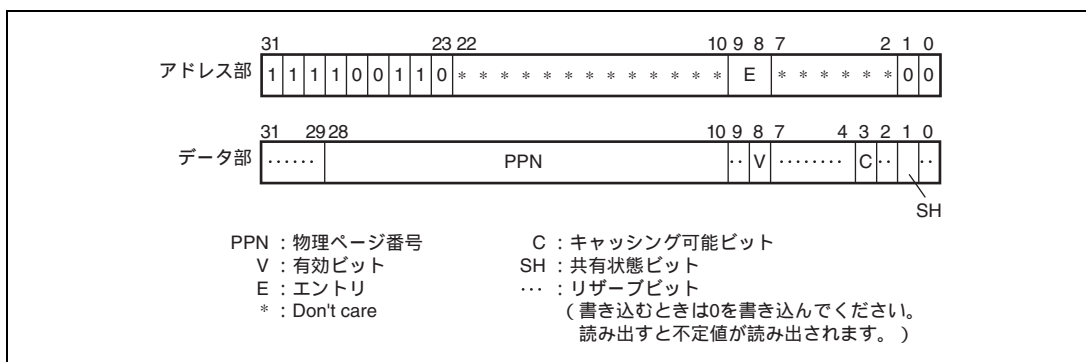 31 23 22 10 9 8 7 2 1 0
アドレス部 1 1 1 1 0 0 1 1 0 * * * * * * * * * * * * * E * * * * * * 0 0
31 29 28 10 9 8 7 4 3 2 1 0
データ部 ・・・・・・ PPN ・・ V ・・・・・・・・ C ・・ ・・
SH
PPN :物理ページ番号 C :キャッシング可能ビット
V :有効ビット SH :共有状態ビット
E :エントリ ・・・ :リザーブビット
* :Don't care (書き込むときは0を書き込んでください。
読み出すと不定値が読み出されます。)